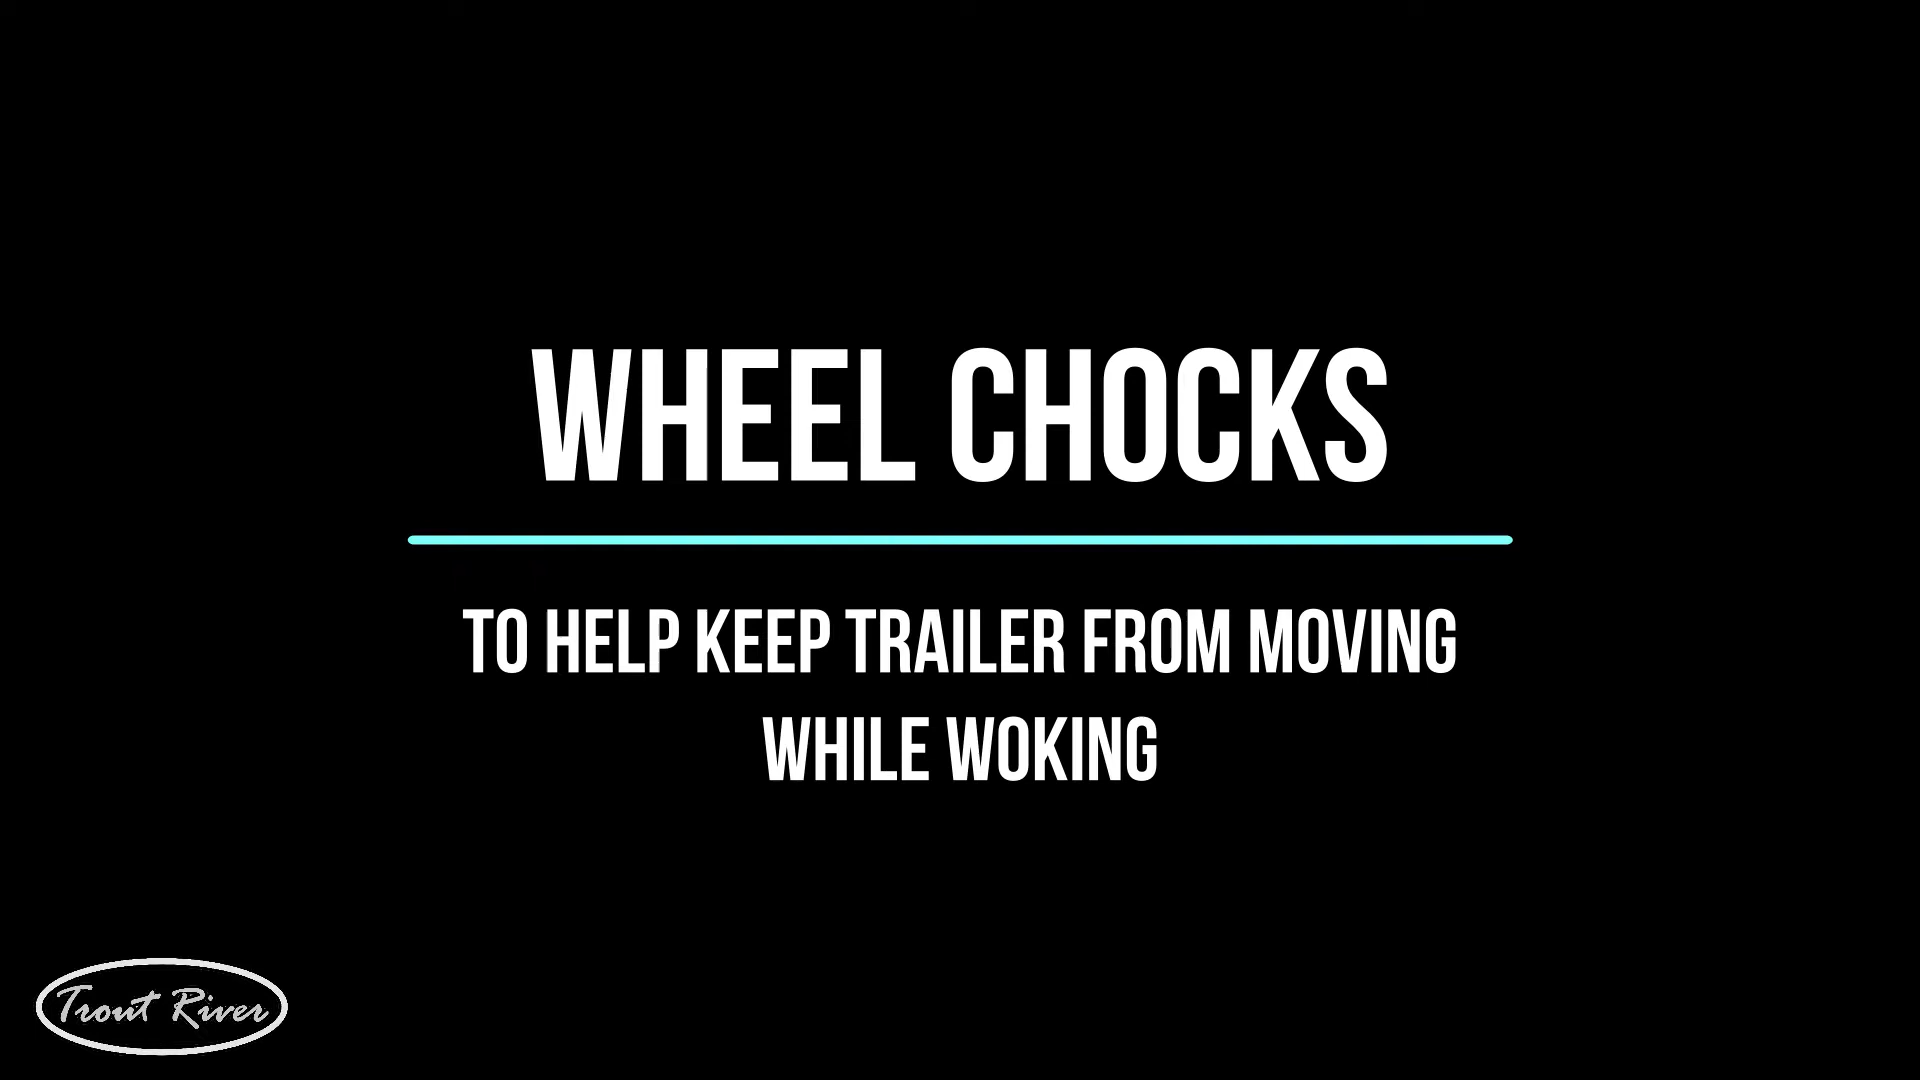 WHEEL CHOCKS
TO HELP KEEP TRAILER FROM MOVING
WHILE WOKING
Trout River